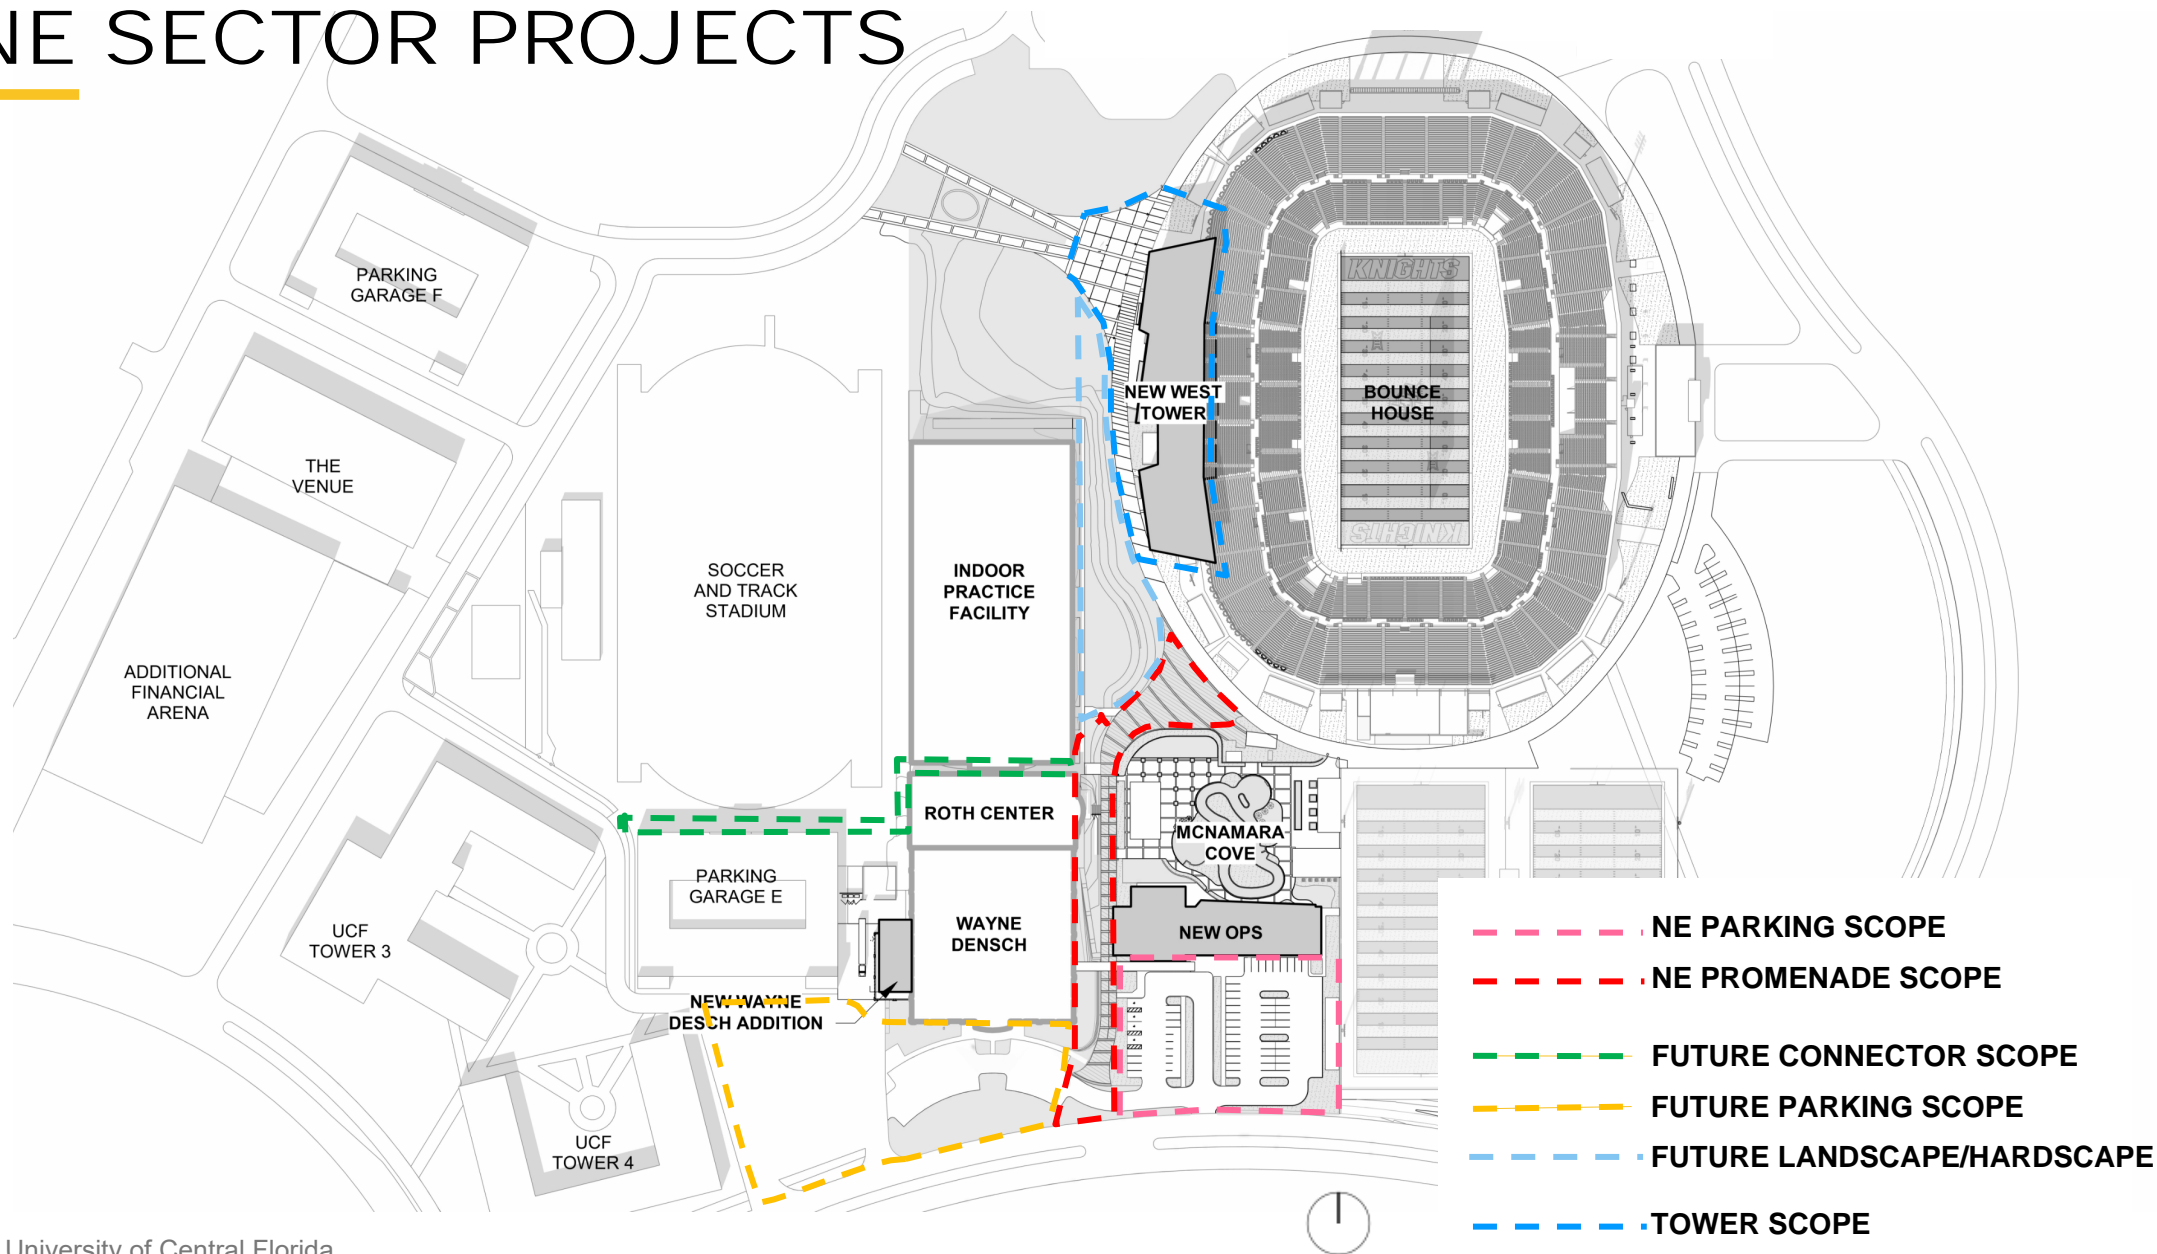 NE SECTOR PROJECTS
PARKING
GARAGE F
KNIGHTS
THE
VENUE
NEW WEST
TOWER
BOUNCE
HOUSE
KNIGHTS
SOCCER
AND TRACK
STADIUM
INDOOR
PRACTICE
FACILITY
ADDITIONAL
FINANCIAL
ARENA
ROTH CENTER
MCNAMARA
COVE
PARKING
GARAGE E
UCF
TOWER 3
WAYNE
DENSCH
NEW OPS
NEW WAYNE
DESCH ADDITION
UCF
TOWER 4
NE PARKING SCOPE
NE PROMENADE SCOPE
FUTURE CONNECTOR SCOPE
FUTURE PARKING SCOPE
FUTURE LANDSCAPE/HARDSCAPE
TOWER SCOPE
University of Central Florida